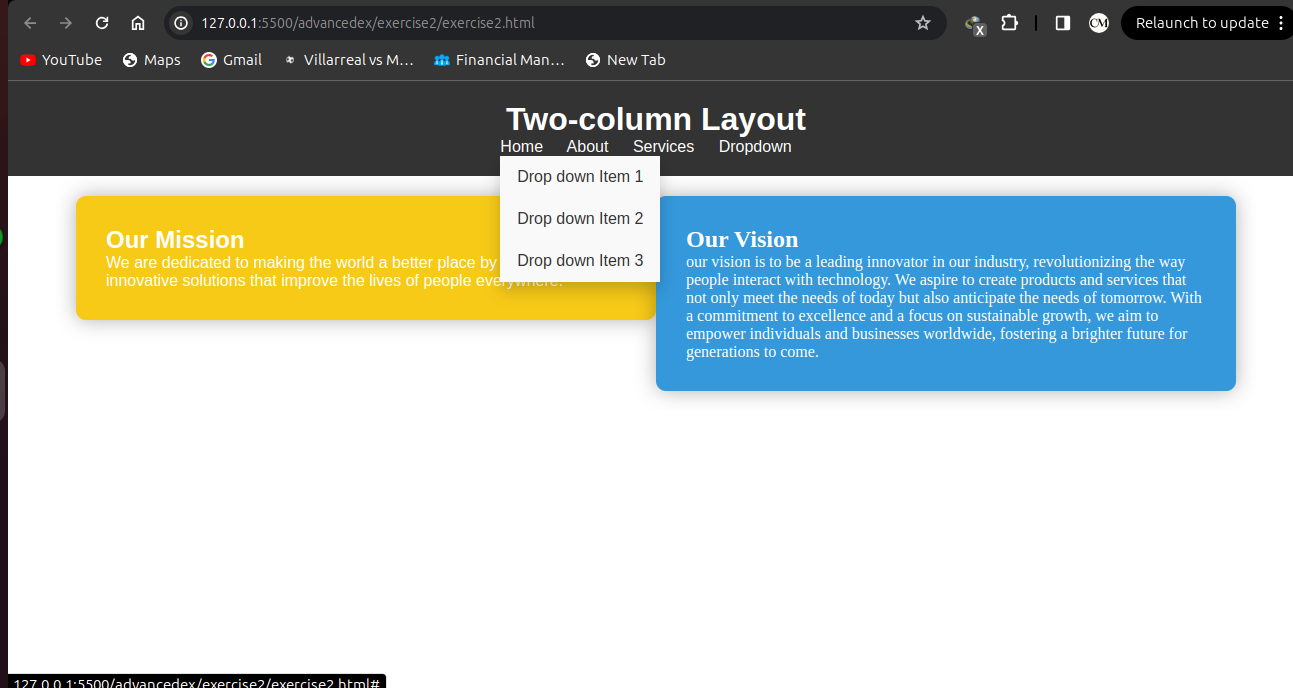 127.0.0.1:5500/advancedex/exercise2/exercise2.html
X
CM
Relaunch to update
YouTube
Maps
Gmail
Villarreal vs M…
Financial Man…
New Tab
Two-column Layout
Home About Services Dropdown
Drop down Item 1
Drop down Item 2
Drop down Item 3
Our Mission
We are dedicated to making the world a better place by
innovative solutions that improve the lives of people everywhere.
Our Vision
our vision is to be a leading innovator in our industry, revolutionizing the way
people interact with technology. We aspire to create products and services that
not only meet the needs of today but also anticipate the needs of tomorrow. With
a commitment to excellence and a focus on sustainable growth, we aim to
empower individuals and businesses worldwide, fostering a brighter future for
generations to come.
127.0.0.1:5500/advancedex/exercise2/exercise2.html#